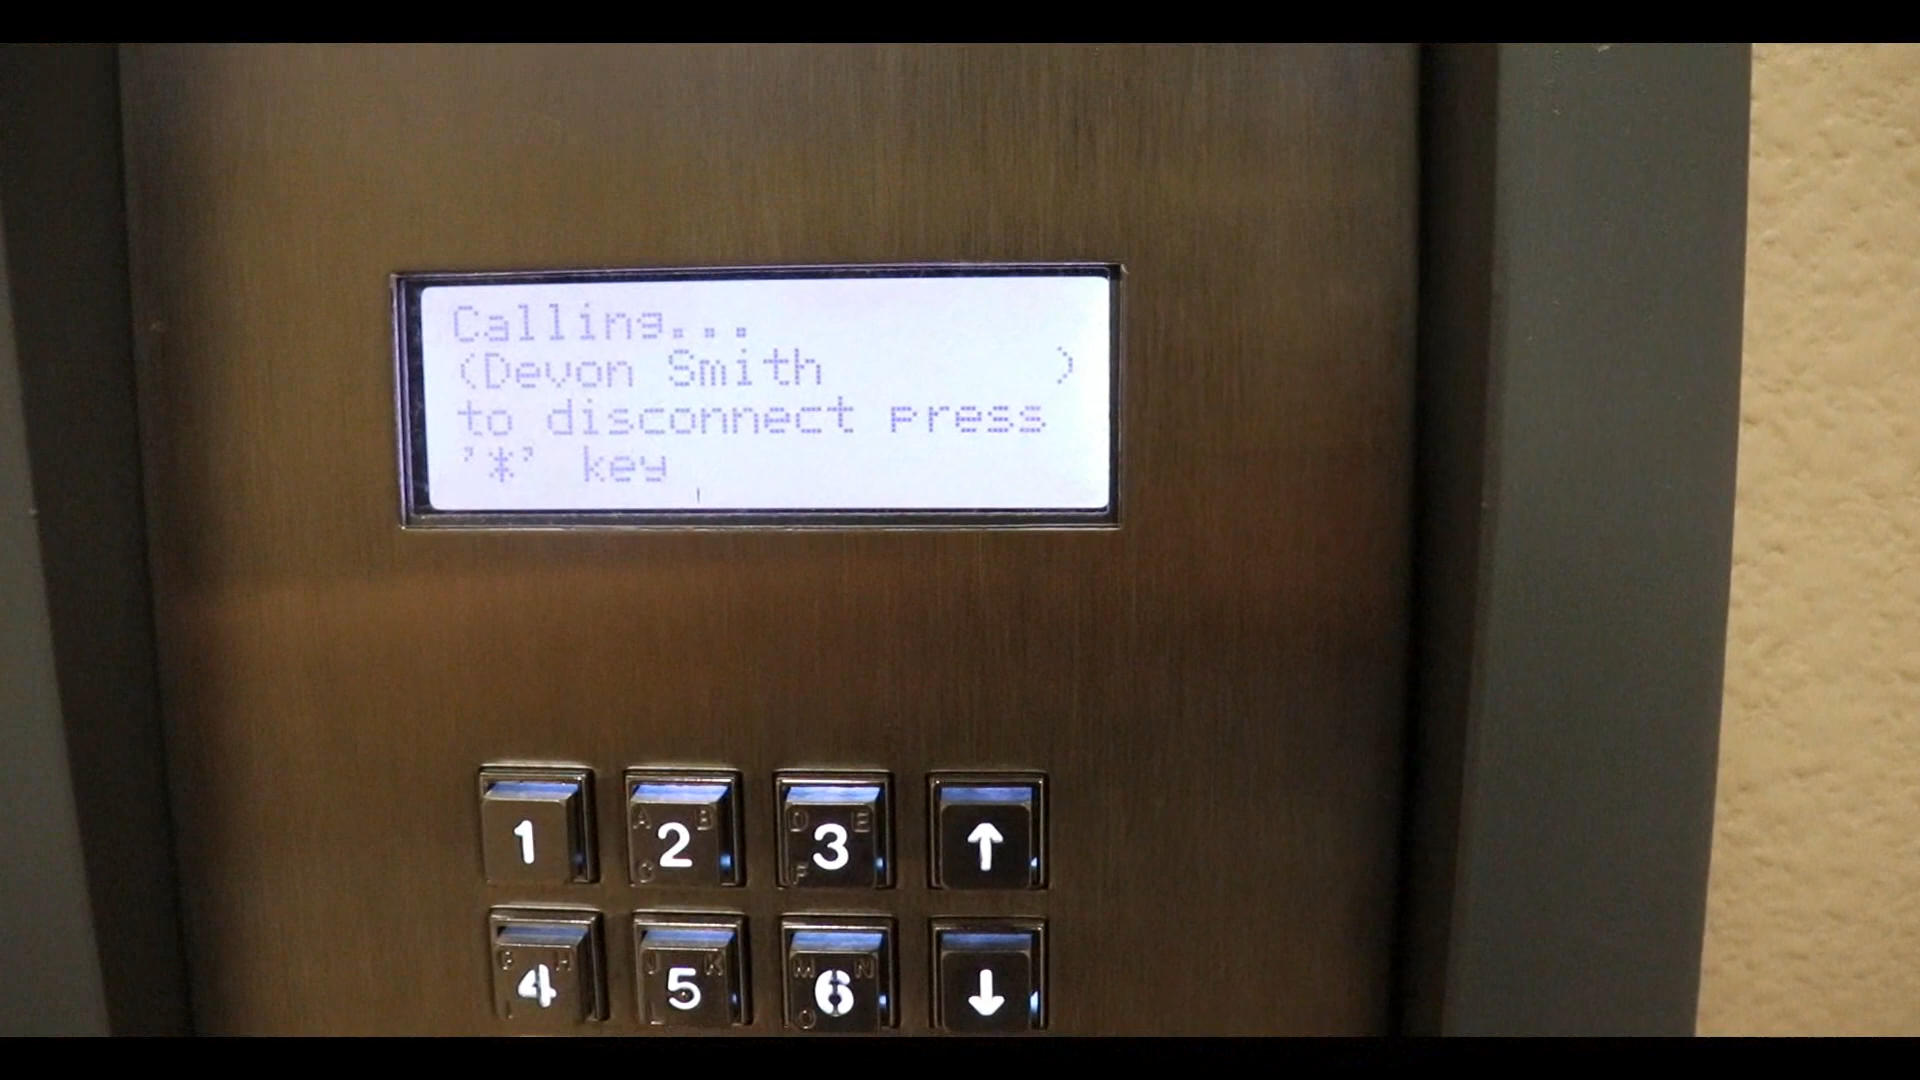 Calling...
(Devon Smith )
to disconnect press
'*' key
1 A 2 B C D 3 E F ↑
4 H J 5 K M 6 N O ↓